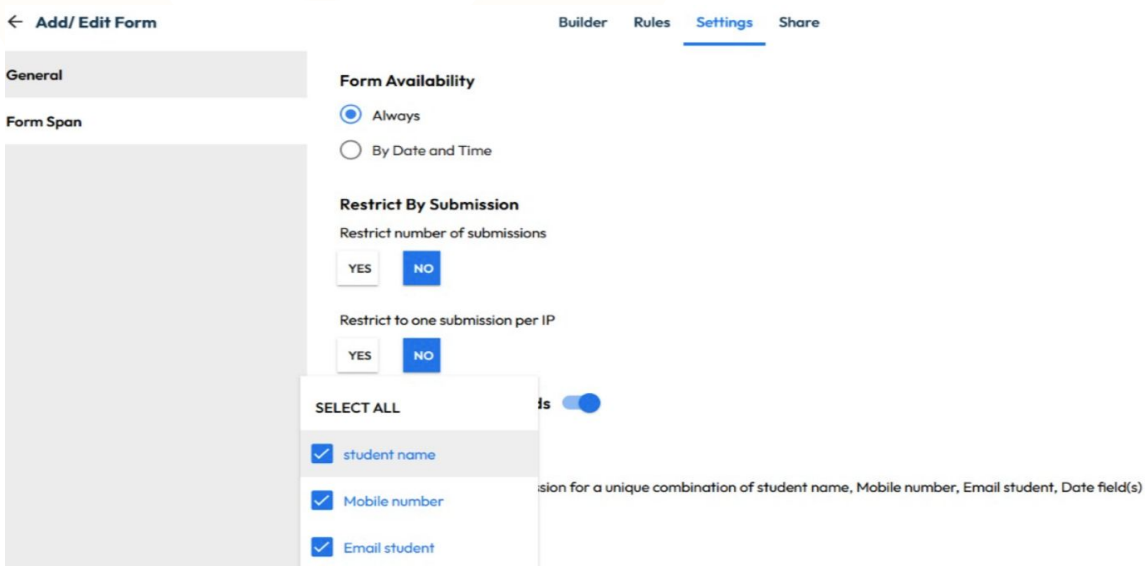 Add/ Edit Form
Builder Rules Settings Share
General
Form Span
Form Availability
Always
By Date and Time
Restrict By Submission
Restrict number of submissions
YES NO
Restrict to one submission per IP
YES NO
ds
SELECT ALL
student name
Mobile number
Email student
ssion for a unique combination of student name, Mobile number, Email student, Date field(s)